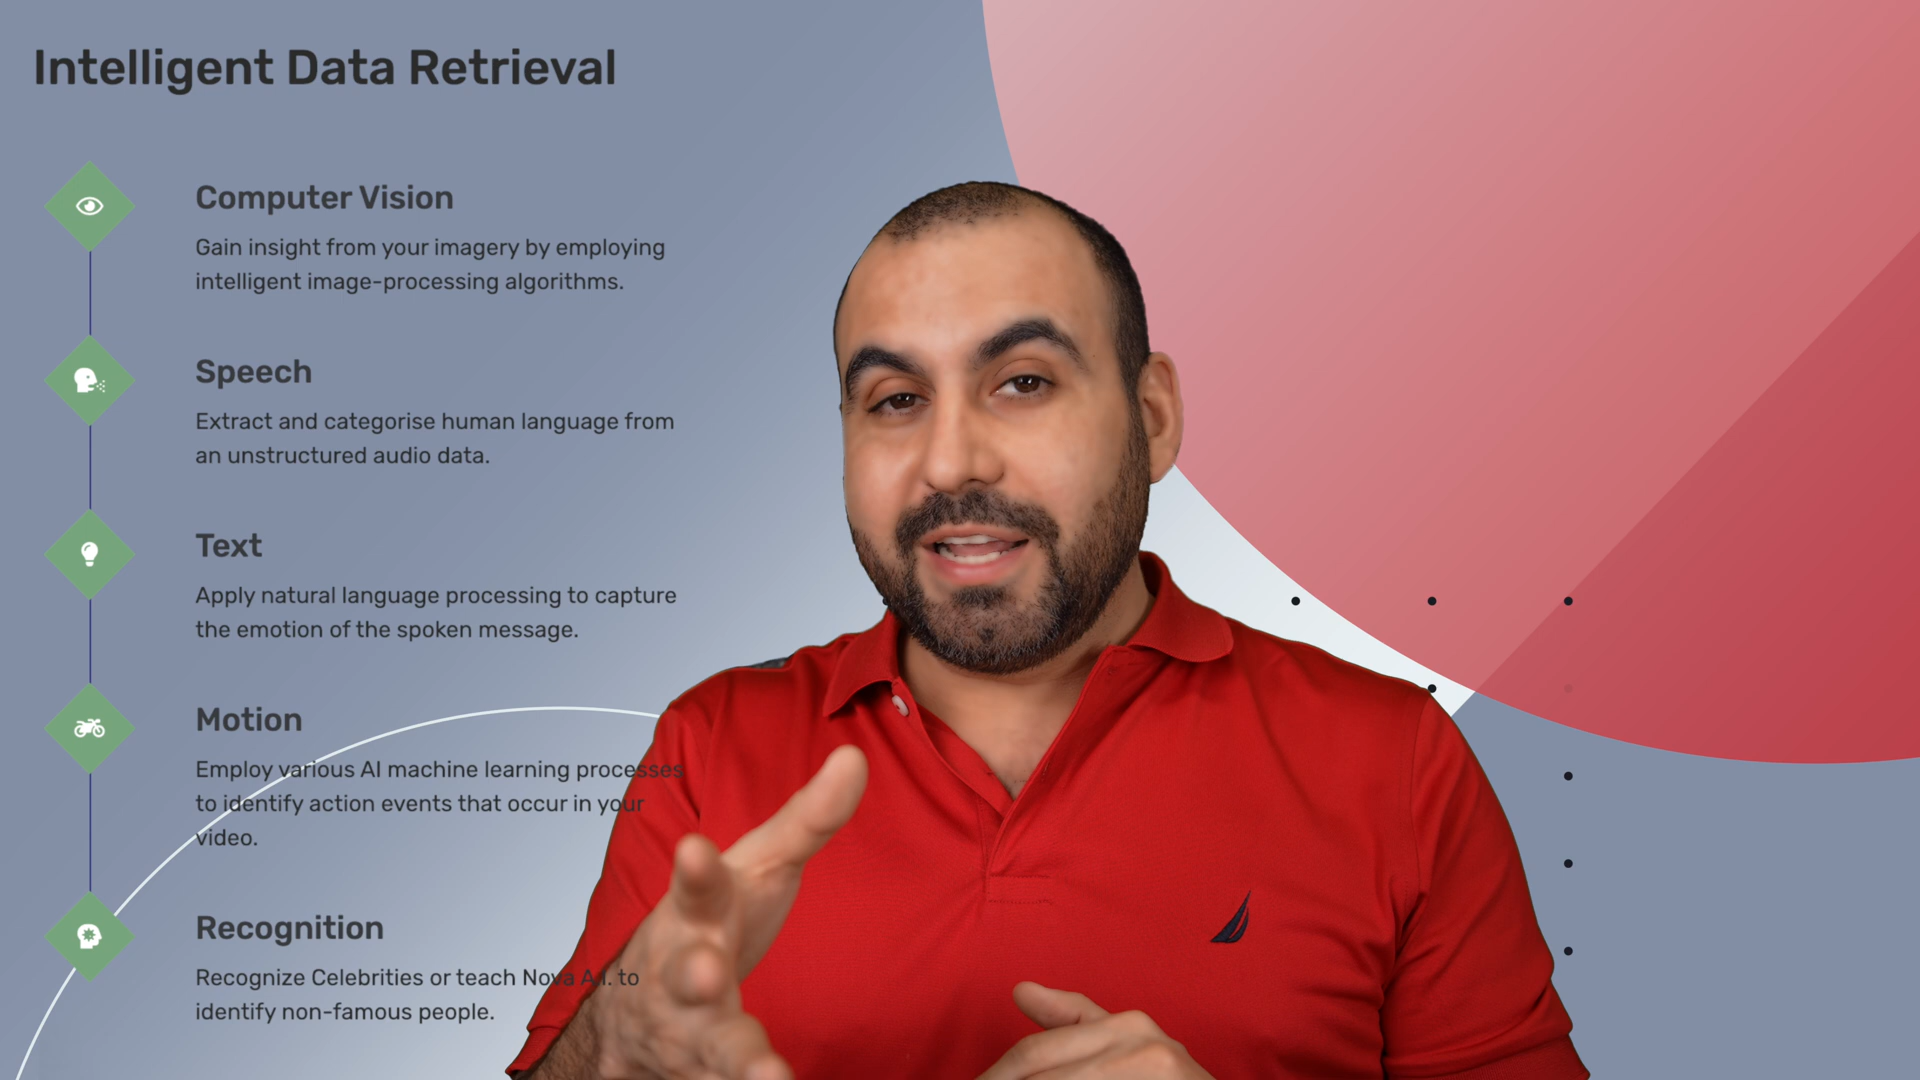 Intelligent Data Retrieval
Computer Vision
Gain insight from your imagery by employing
intelligent image-processing algorithms.
Speech
Extract and categorise human language from
an unstructured audio data.
Text
Apply natural language processing to capture
the emotion of the spoken message.
Motion
Employ various AI machine learning processes
to identify action events that occur in your
video.
Recognition
Recognize Celebrities or teach Nova A.I. to
identify non-famous people.